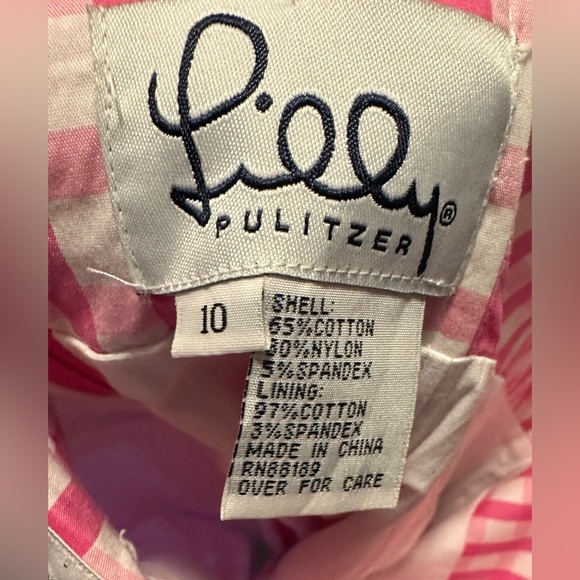 Lilly®
PULITZER
10
SHELL:
65%COTTON
30%NYLON
5%SPANDEX
LINING:
97%COTTON
3%SPANDEX
MADE IN CHINA
RN88189
OVER FOR CARE